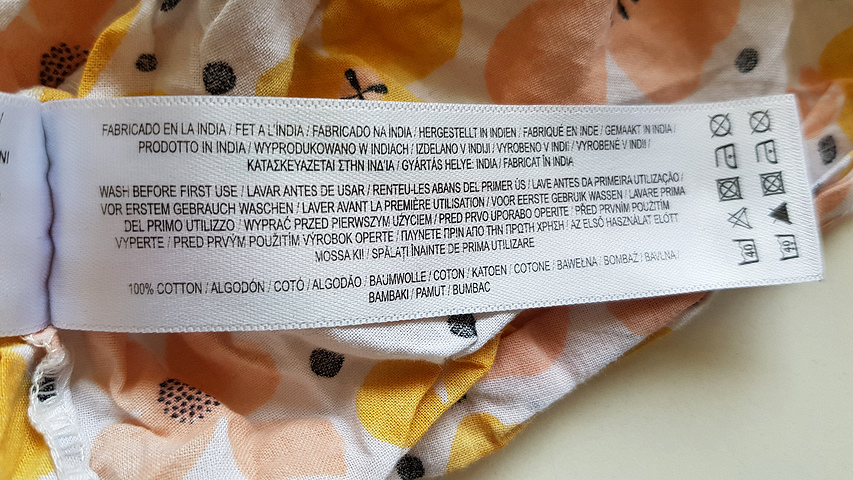 NI
FABRICADO EN LA INDIA / FET A L'ÍNDIA / FABRICADO NA ÍNDIA / HERGESTELLT IN INDIEN / FABRIQUÉ EN INDE / GEMAAKT IN INDIA /
PRODOTTO IN INDIA / WYPRODUKOWANO W INDIACH / IZDELANO V INDIJI / VYROBENO V INDII / VYROBENÉ V INDII /
ΚΑΤΑΣΚΕΥΑΖΕΤΑΙ ΣΤΗΝ ΙΝΔΊΑ / GYÁRTÁS HELYE: INDIA / FABRICAT ÎN INDIA
WASH BEFORE FIRST USE / LAVAR ANTES DE USAR / RENTEU-LES ABANS DEL PRIMER ÚS / LAVE ANTES DA PRIMEIRA UTILIZAÇÃO /
VOR ERSTEM GEBRAUCH WASCHEN / LAVER AVANT LA PREMIÈRE UTILISATION / VOOR EERSTE GEBRUIK WASSEN / LAVARE PRIMA
DEL PRIMO UTILIZZO / WYPRAĆ PRZED PIERWSZYM UŻYCIEM / PRED PRVO UPORABO OPERITE / PŘED PRVNÍM POUŽITÍM
VYPERTE / PRED PRVÝM POUŽITÍM VÝROBOK OPERTE / ΠΛΥΝΕΤΕ ΠΡΙΝ ΑΠΟ ΤΗΝ ΠΡΩΤΗ ΧΡΗΣΗ / AZ ELSŐ HASZNÁLAT ELŐTT
MOSSA KI! / SPĂLAȚI ÎNAINTE DE PRIMA UTILIZARE
100% COTTON / ALGODÓN / COTÓ / ALGODÃO / BAUMWOLLE / COTON / KATOEN / COTONE / BAWEŁNA / BOMBAŽ / BAVLNA /
ΒΑΜΒΑΚΙ / PAMUT / BUMBAC
40 40